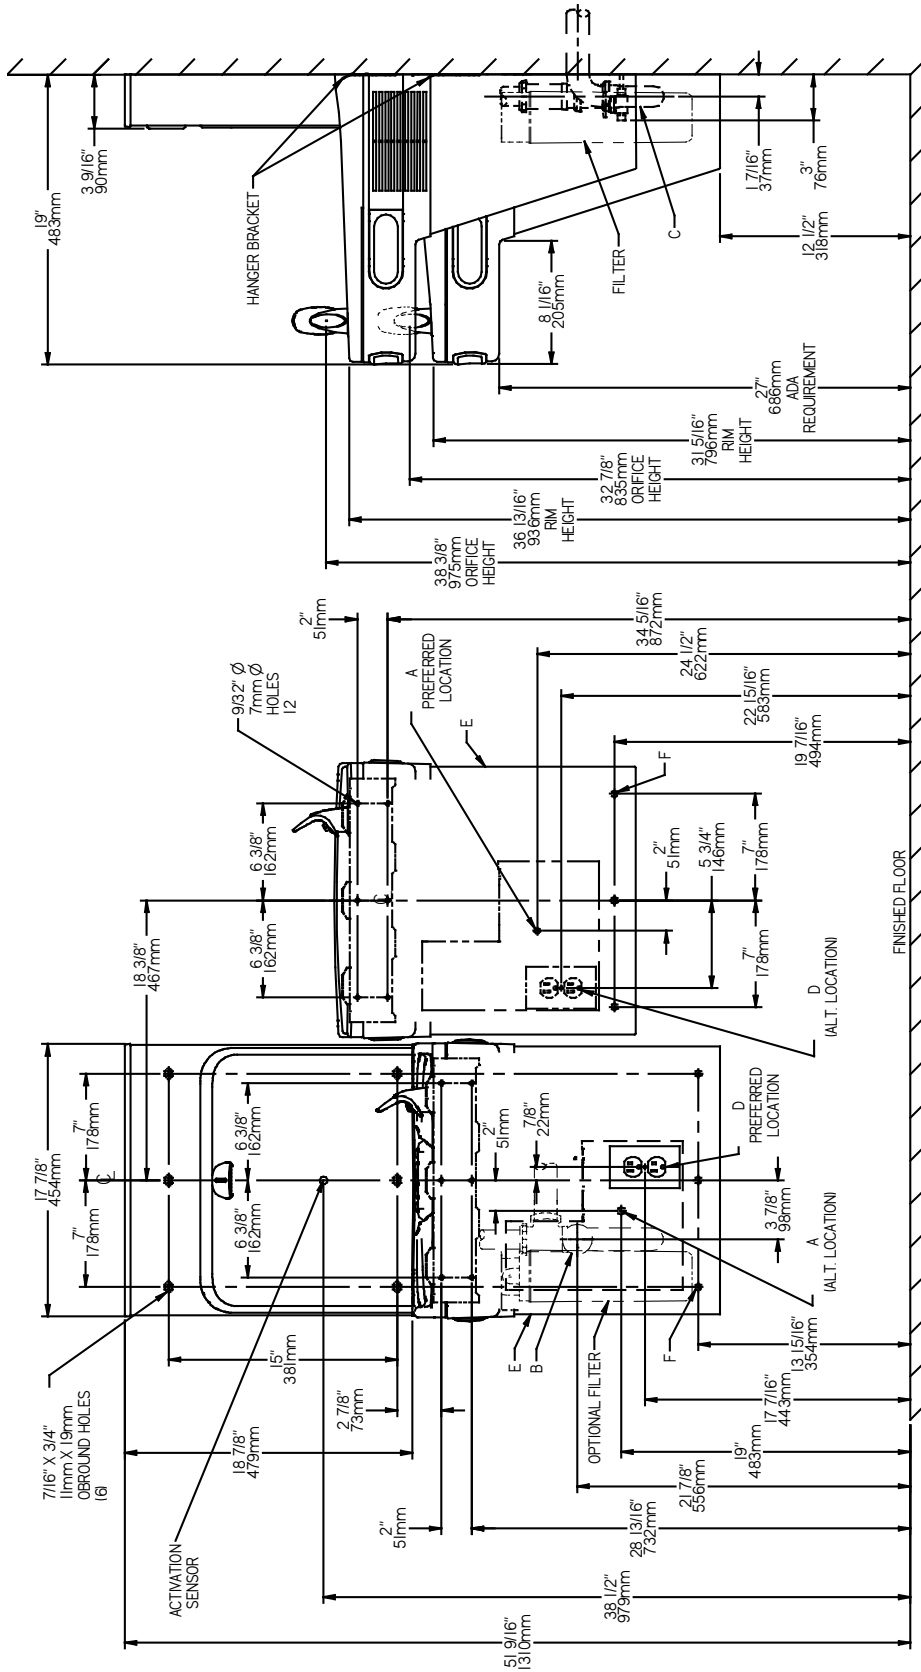 19"
483mm
3 9/16"
90mm
HANGER BRACKET
8 1/16"
205mm
FILTER
C
1 7/16"
37mm
3"
76mm
12 1/2"
318mm
27"
686mm
ADA
REQUIREMENT
31 5/16"
796mm
RIM
HEIGHT
32 7/8"
835mm
ORIFICE
HEIGHT
36 13/16"
936mm
RIM
HEIGHT
38 3/8"
975mm
ORIFICE
HEIGHT
2"
51mm
9/32" Ø
7mm Ø
HOLES
12
A
PREFERRED
LOCATION
E
34 5/16"
872mm
24 1/2"
622mm
22 15/16"
583mm
19 7/16"
494mm
F
18 3/8"
467mm
6 3/8"
162mm
6 3/8"
162mm
2"
51mm
5 3/4"
146mm
7"
178mm
7"
178mm
FINISHED FLOOR
D
(ALT. LOCATION)
17 7/8"
454mm
7"
178mm
7"
178mm
6 3/8"
162mm
6 3/8"
162mm
2"
51mm
7/8"
22mm
D
PREFERRED
LOCATION
3 7/8"
98mm
A
(ALT. LOCATION)
7/16" X 3/4"
11mm X 19mm
OBROUND HOLES
(6)
15"
381mm
2 7/8"
73mm
18 7/8"
479mm
E
B
OPTIONAL FILTER
F
13 15/16"
354mm
17 7/16"
443mm
19"
483mm
21 7/8"
556mm
2"
51mm
28 13/16"
732mm
ACTIVATION
SENSOR
38 1/2"
979mm
51 9/16"
1310mm